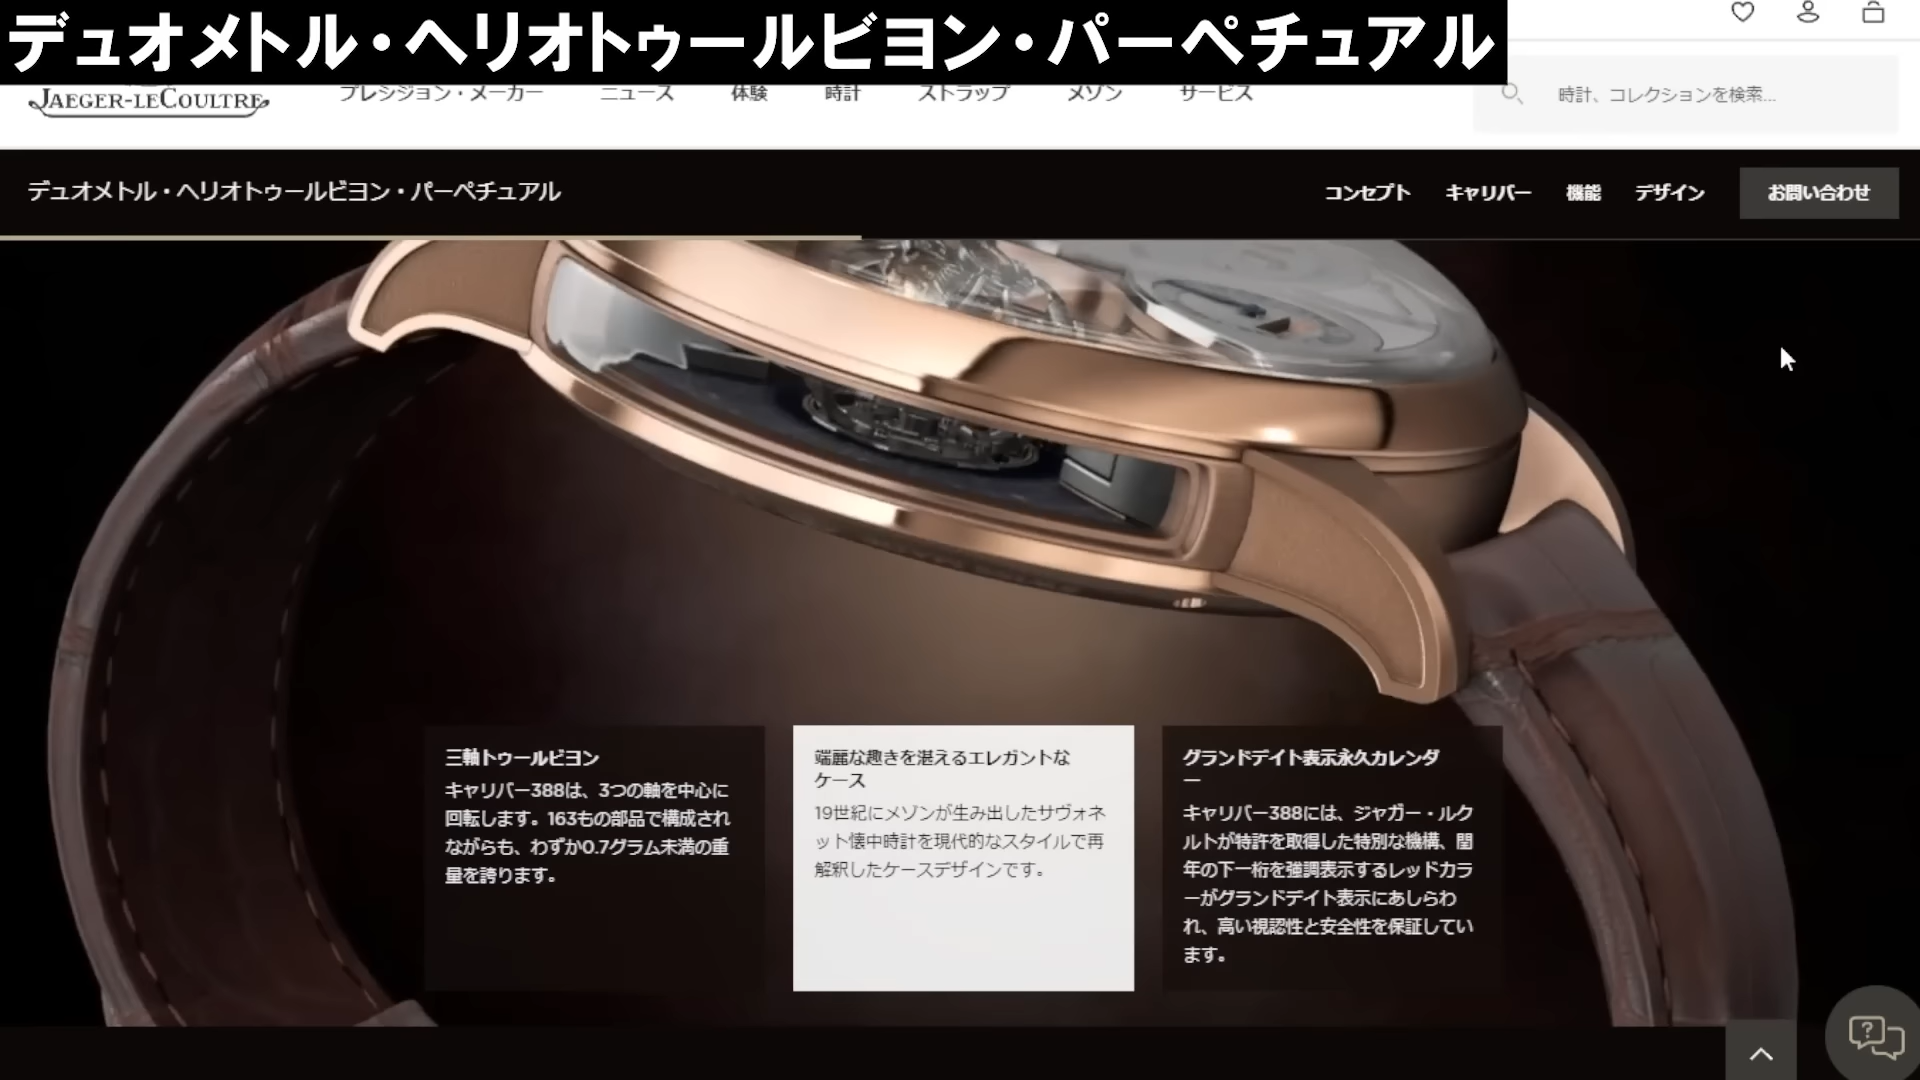 デュオメトル・ヘリオトゥールビヨン・パーペチュアル
JAEGER-LECOULTRE
プレシジョン・メーカー ニュース 体験 時計 ストラップ メゾン サービス
時計、コレクションを検索...
デュオメトル・ヘリオトゥールビヨン・パーペチュアル
コンセプト キャリバー 機能 デザイン お問い合わせ
三軸トゥールビヨン
キャリバー388は、3つの軸を中心に
回転します。163もの部品で構成され
ながらも、わずか0.7グラム未満の重
量を誇ります。
端麗な趣きを湛えるエレガントな
ケース
19世紀にメゾンが生み出したサヴォネ
ット懐中時計を現代的なスタイルで再
解釈したケースデザインです。
グランドデイト表示永久カレンダ
ー
キャリバー388には、ジャガー・ルク
ルトが特許を取得した特別な機構、閏
年の下一桁を強調表示するレッドカラ
ーがグランドデイト表示にあしらわ
れ、高い視認性と安全性を保証してい
ます。